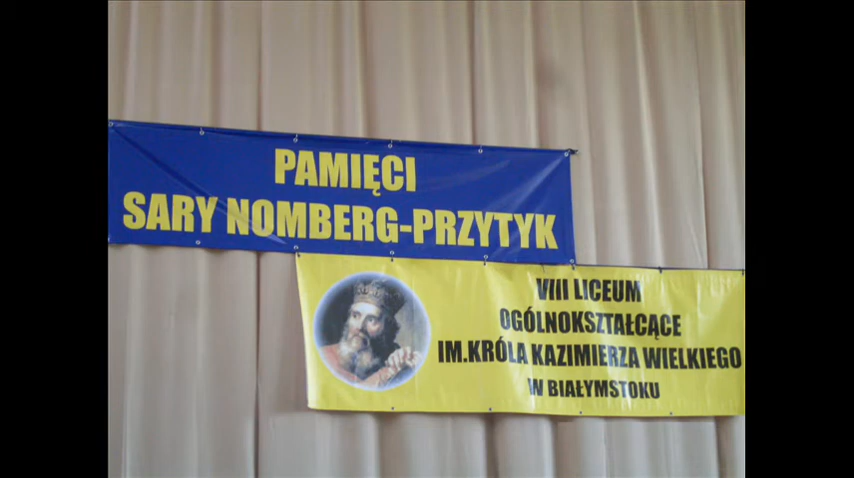 PAMIĘCI
SARY NOMBERG-PRZYTYK
VIII LICEUM
OGÓLNOKSZTAŁCĄCE
IM.KRÓLA KAZIMIERZA WIELKIEGO
W BIAŁYMSTOKU